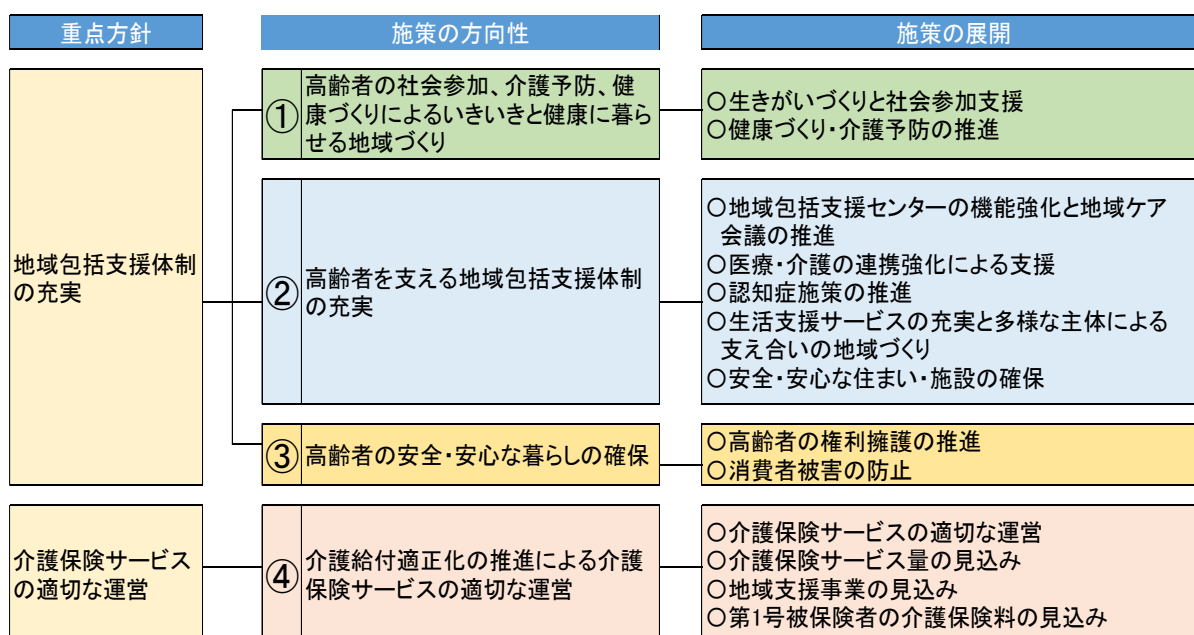 重点方針
施策の方向性
施策の展開
地域包括支援体制
の充実
①
高齢者の社会参加、介護予防、健
康づくりによるいきいきと健康に暮ら
せる地域づくり
○生きがいづくりと社会参加支援
○健康づくり・介護予防の推進
②
高齢者を支える地域包括支援体制
の充実
○地域包括支援センターの機能強化と地域ケア
会議の推進
○医療・介護の連携強化による支援
○認知症施策の推進
○生活支援サービスの充実と多様な主体による
支え合いの地域づくり
○安全・安心な住まい・施設の確保
③
高齢者の安全・安心な暮らしの確保
○高齢者の権利擁護の推進
○消費者被害の防止
介護保険サービス
の適切な運営
④
介護給付適正化の推進による介護
保険サービスの適切な運営
○介護保険サービスの適切な運営
○介護保険サービス量の見込み
○地域支援事業の見込み
○第1号被保険者の介護保険料の見込み